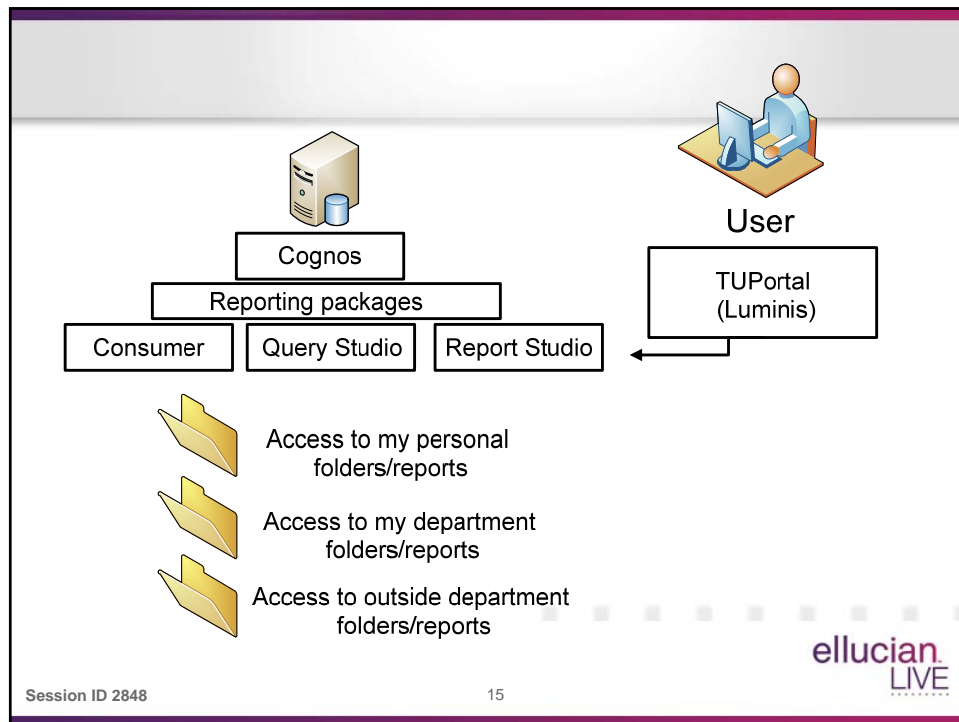 User
Cognos
TUPortal
(Luminis)
Reporting packages
Consumer
Query Studio
Report Studio
Access to my personal
folders/reports
Access to my department
folders/reports
Access to outside department
folders/reports
ellucian.
LIVE
Session ID 2848
15